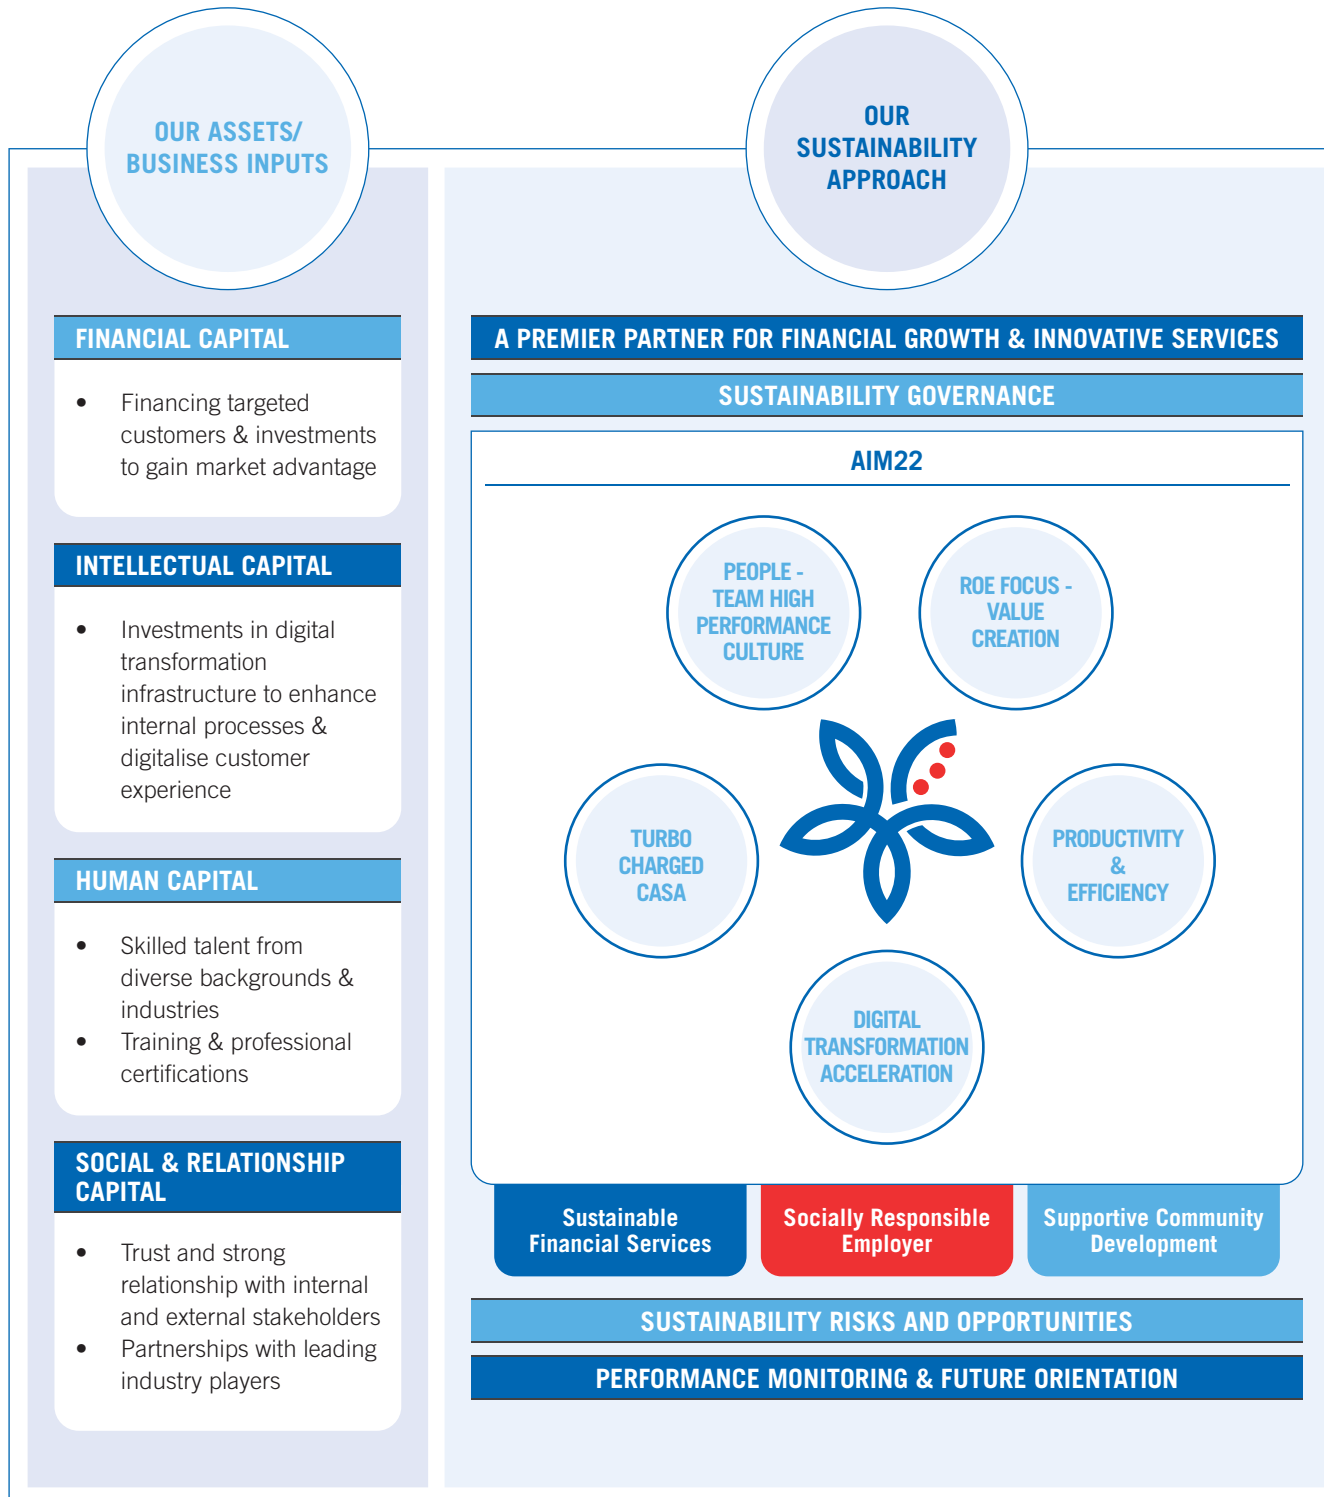 OUR ASSETS/
BUSINESS INPUTS
FINANCIAL CAPITAL
• Financing targeted
customers & investments
to gain market advantage
INTELLECTUAL CAPITAL
• Investments in digital
transformation
infrastructure to enhance
internal processes &
digitalise customer
experience
HUMAN CAPITAL
• Skilled talent from
diverse backgrounds &
industries
• Training & professional
certifications
SOCIAL & RELATIONSHIP
CAPITAL
• Trust and strong
relationship with internal
and external stakeholders
• Partnerships with leading
industry players
OUR
SUSTAINABILITY
APPROACH
A PREMIER PARTNER FOR FINANCIAL GROWTH & INNOVATIVE SERVICES
SUSTAINABILITY GOVERNANCE
AIM22
PEOPLE -
TEAM HIGH
PERFORMANCE
CULTURE
ROE FOCUS -
VALUE
CREATION
TURBO
CHARGED
CASA
PRODUCTIVITY
&
EFFICIENCY
DIGITAL
TRANSFORMATION
ACCELERATION
Sustainable
Financial Services
Socially Responsible
Employer
Supportive Community
Development
SUSTAINABILITY RISKS AND OPPORTUNITIES
PERFORMANCE MONITORING & FUTURE ORIENTATION